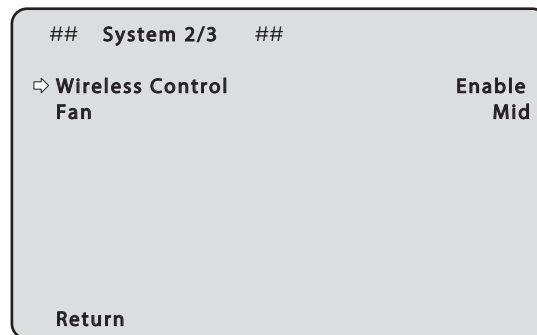 ## System 2/3 ##
⇨ Wireless Control Enable
Fan Mid
Return